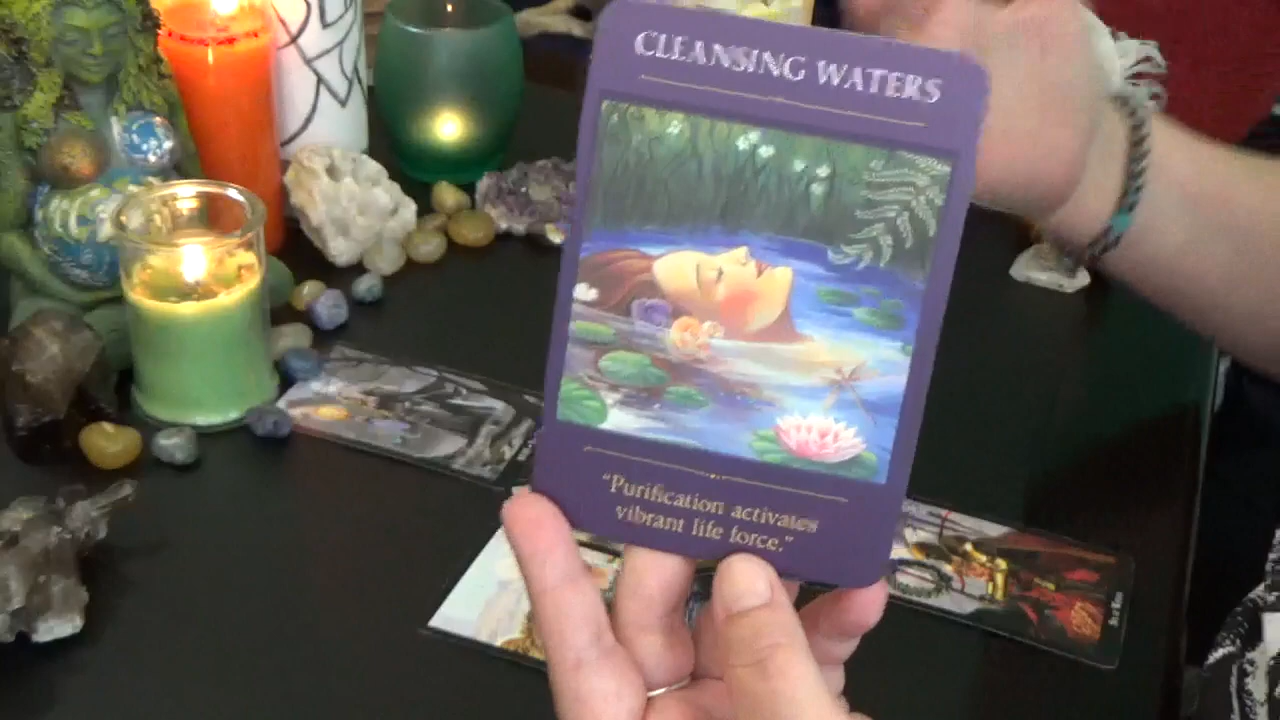 CLEANSING WATERS
“Purification activates
vibrant life force.”